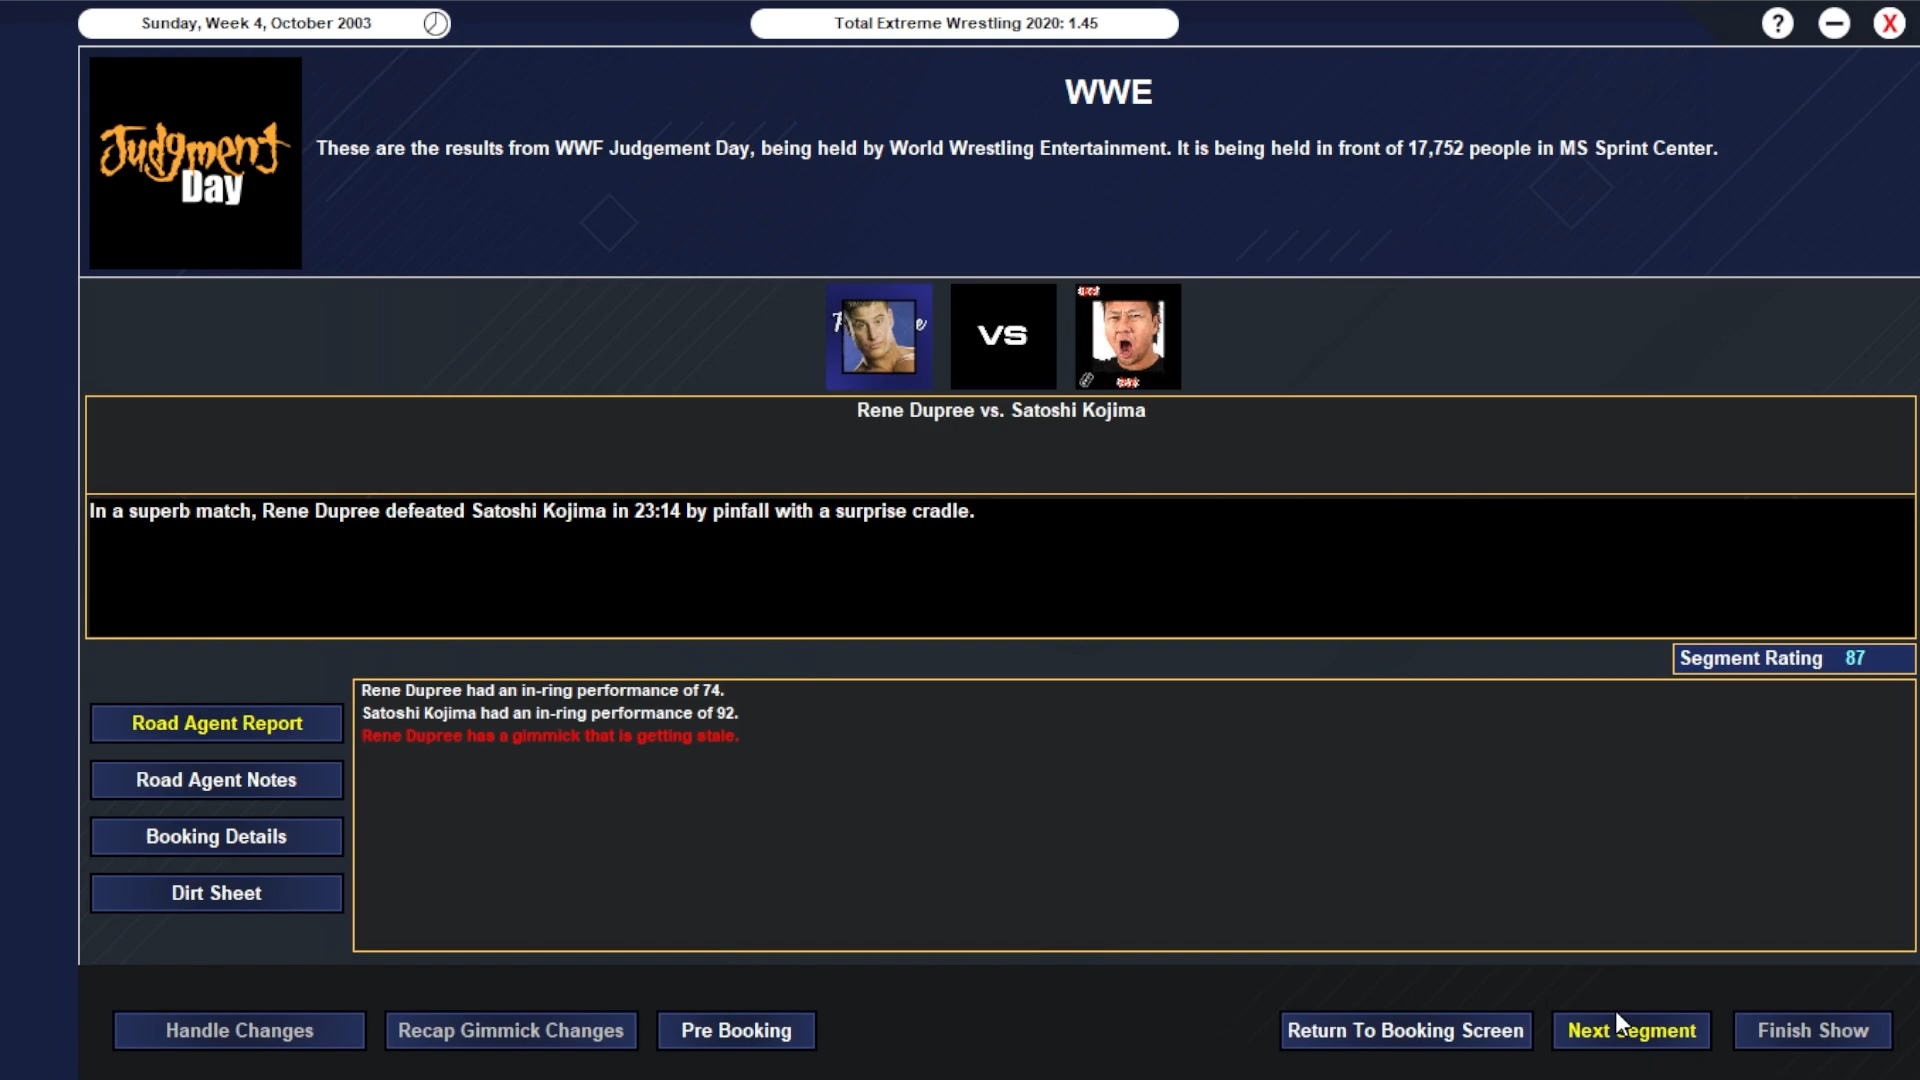 Sunday, Week 4, October 2003
Total Extreme Wrestling 2020: 1.45
?
X
Judgment
Day
WWE
These are the results from WWF Judgement Day, being held by World Wrestling Entertainment. It is being held in front of 17,752 people in MS Sprint Center.
VS
Rene Dupree vs. Satoshi Kojima
In a superb match, Rene Dupree defeated Satoshi Kojima in 23:14 by pinfall with a surprise cradle.
Segment Rating 87
Rene Dupree had an in-ring performance of 74.
Satoshi Kojima had an in-ring performance of 92.
Rene Dupree has a gimmick that is getting stale.
Road Agent Report
Road Agent Notes
Booking Details
Dirt Sheet
Handle Changes
Recap Gimmick Changes
Pre Booking
Return To Booking Screen
Next Segment
Finish Show